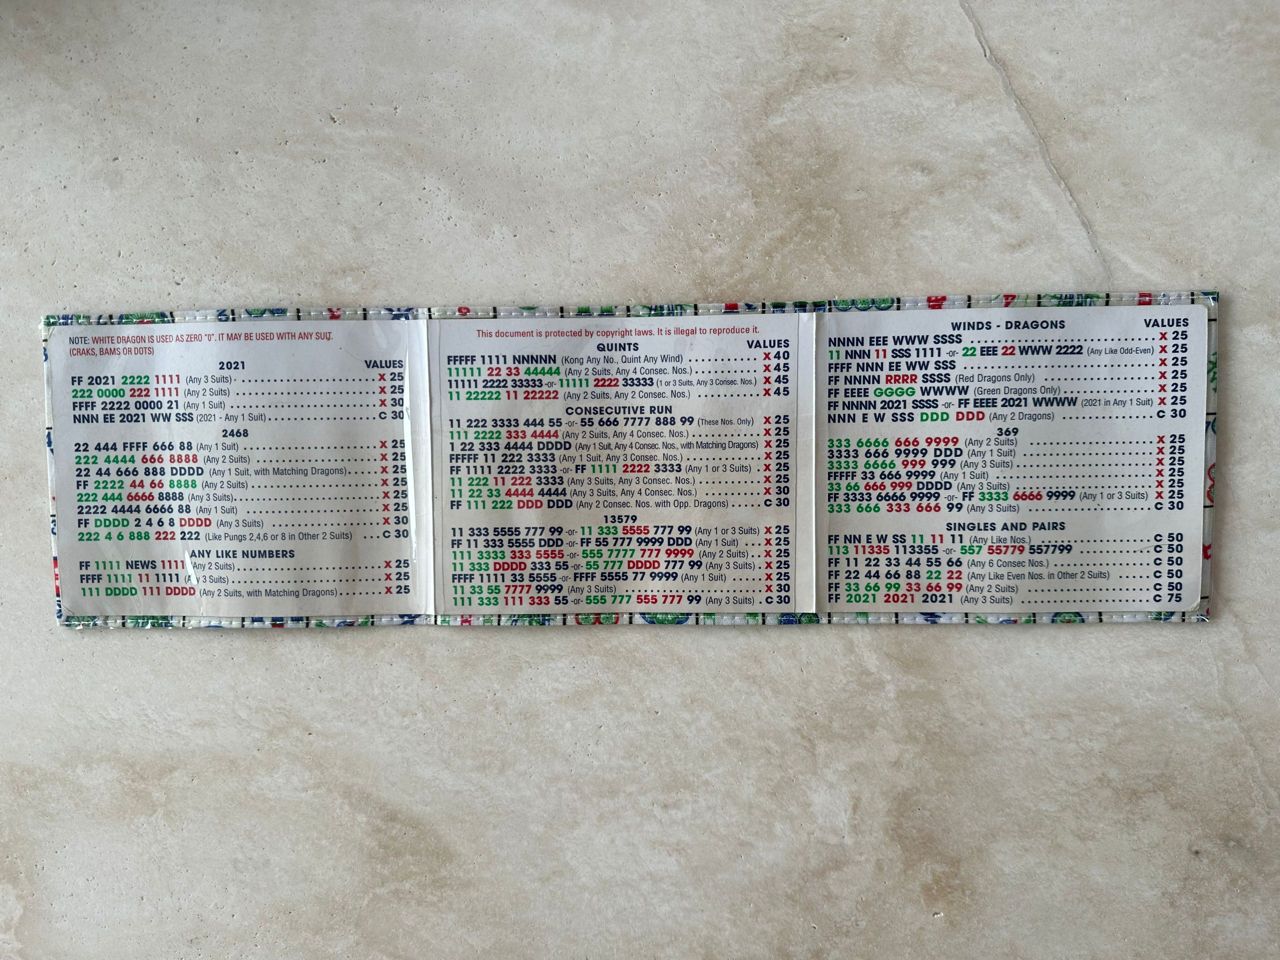 NOTE: WHITE DRAGON IS USED AS ZERO "0". IT MAY BE USED WITH ANY SUIT.
(CRAKS, BAMS OR DOTS)
2021 VALUES
FF 2021 2222 1111 (Any 3 Suits) X 25
222 0000 222 1111 (Any 2 Suits) X 25
FFFF 2222 0000 21 (Any 1 Suit) X 30
NNN EE 2021 WW SSS (2021 - Any 1 Suit) C 30
2468
22 444 FFFF 666 88 (Any 1 Suit) X 25
222 4444 666 8888 (Any 2 Suits) X 25
22 44 666 888 DDDD (Any 1 Suit, with Matching Dragons) X 25
FF 2222 44 66 8888 (Any 2 Suits) X 25
222 444 6666 8888 (Any 3 Suits) X 25
2222 4 4 666 8888 (Any 1 Suit) X 25
FF DDDD 2 4 6 8 DDDD (Any 3 Suits) X 30
222 4 6 888 222 222 (Like Pungs 2,4,6 or 8 in Other 2 Suits) C 30
ANY LIKE NUMBERS
FF 1111 NEWS 1111 (Any 2 Suits) X 25
FFFF 1111 11 1111 (Any 3 Suits) X 25
111 DDDD 111 DDDD (Any 2 Suits, with Matching Dragons) X 25
This document is protected by copyright laws. It is illegal to reproduce it.
QUINTS VALUES
FFFFF 1111 NNNNN (Kong Any No., Quint Any Wind) X 40
11111 22 33 44444 (Any 2 Suits, Any 4 Consec. Nos.) X 45
11111 2222 33333 -or- 11111 2222 33333 (1 or 3 Suits, Any 3 Consec. Nos.) X 45
11 22222 11 22222 (Any 2 Suits, Any 2 Consec. Nos.) X 45
CONSECUTIVE RUN
11 222 3333 444 55 -or- 55 666 7777 888 99 (These Nos. Only) X 25
111 2222 333 4444 (Any 2 Suits, Any 4 Consec. Nos.) X 25
1 22 333 4444 DDDD (Any 1 Suit, Any 4 Consec. Nos., with Matching Dragons) X 25
FFFFF 11 222 3333 (Any 1 Suit, Any 3 Consec. Nos.) X 25
FF 1111 2222 3333 -or- FF 1111 2222 3333 (Any 1 or 3 Suits) X 25
111 222 11 222 3333 (Any 3 Suits, Any 3 Consec. Nos.) X 25
11 22 33 4444 4444 (Any 3 Suits, Any 4 Consec. Nos.) X 30
FF 111 222 DDD DDD (Any 2 Consec. Nos. with Opp. Dragons) C 30
13579
11 333 5555 777 99 -or- 11 333 5555 777 99 (Any 1 or 3 Suits) X 25
FF 11 333 5555 DDD -or- FF 55 777 9999 DDD (Any 1 Suit) X 25
111 3333 333 5555 -or- 555 7777 777 9999 (Any 2 Suits) X 25
111 DDDD 333 55 -or- 555 777 DDDD 777 99 (Any 3 Suits) X 25
FFFF 1111 33 5555 -or- FFFF 5555 77 9999 (Any 1 Suit) X 25
11 33 55 7777 9999 (Any 3 Suits) X 30
111 333 111 333 55 -or- 555 777 555 777 99 (Any 3 Suits) C 30
WINDS - DRAGONS VALUES
NNNN EEE WWW SSSS X 25
11 NNN 11 SSS 1111 -or- 22 EEE 22 WWW 2222 (Any Like Odd-Even) X 25
FFFF NNN EE WW SSS X 25
FF NNNN RRRR SSSS (Red Dragons Only) X 25
FF EEEE GGGG WWWW (Green Dragons Only) X 25
FF NNNN 2021 SSSS -or- FF EEEE 2021 WWWW (2021 in Any 1 Suit) X 25
NNN E W SSS DDD DDD (Any 2 Dragons) C 30
369
333 6666 666 9999 (Any 2 Suits) X 25
3333 666 9999 DDD (Any 1 Suit) X 25
3333 6666 999 999 (Any 3 Suits) X 25
FFFFF 33 666 9999 (Any 1 Suit) X 25
33 66 666 999 DDDD (Any 3 Suits) X 25
FF 3333 6666 9999 -or- FF 3333 6666 9999 (Any 1 or 3 Suits) X 25
333 666 333 666 99 (Any 3 Suits) C 30
SINGLES AND PAIRS
FF NN E W SS 11 11 11 (Any Like Nos.) C 50
113 11335 113355 -or- 557 55779 557799 C 50
FF 11 22 33 44 55 66 (Any 6 Consec Nos.) C 50
FF 22 44 66 88 22 22 (Any Like Even Nos. in Other 2 Suits) C 50
FF 33 66 99 33 66 99 (Any 2 Suits) C 50
FF 2021 2021 2021 (Any 3 Suits) C 75